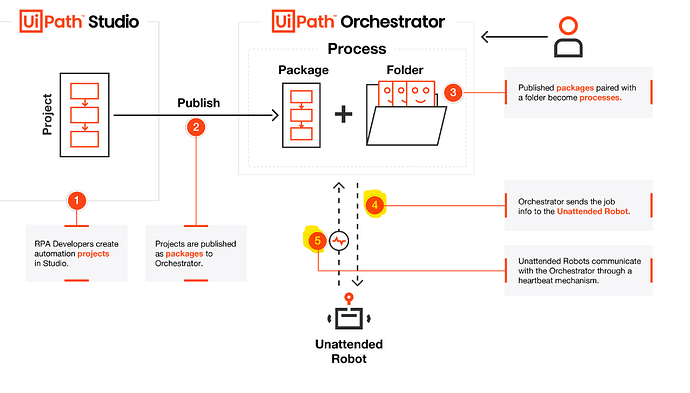 UiPath™ Studio
UiPath™ Orchestrator
Process
Package
Folder
Project
Publish
3
Published packages paired with
a folder become processes.
2
1
4
Orchestrator sends the job
info to the Unattended Robot.
RPA Developers create
automation projects
in Studio.
Projects are published
as packages to
Orchestrator.
5
Unattended Robots communicate
with the Orchestrator through a
heartbeat mechanism.
Unattended
Robot